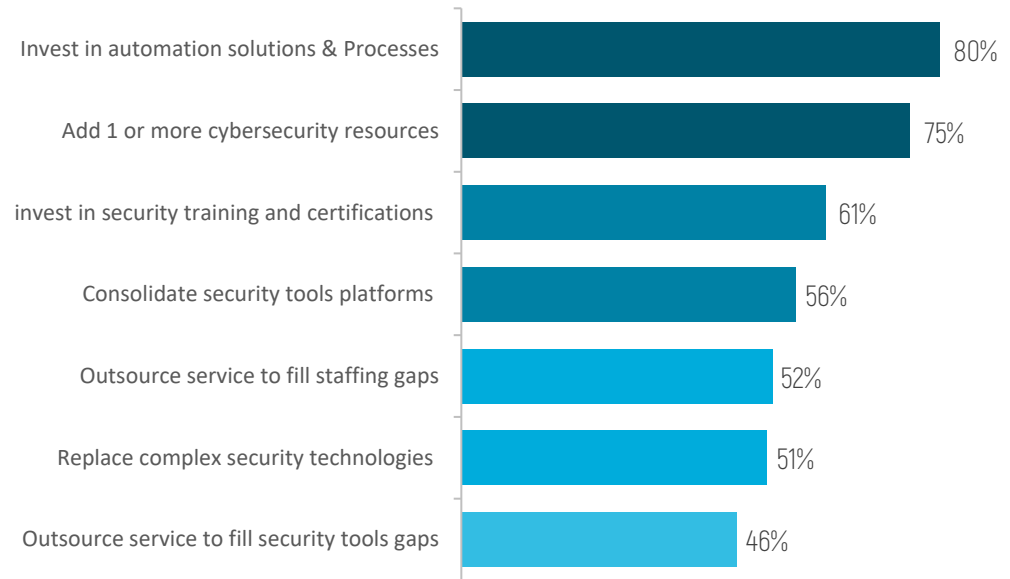 Invest in automation solutions & Processes 80%
Add 1 or more cybersecurity resources 75%
invest in security training and certifications 61%
Consolidate security tools platforms 56%
Outsource service to fill staffing gaps 52%
Replace complex security technologies 51%
Outsource service to fill security tools gaps 46%